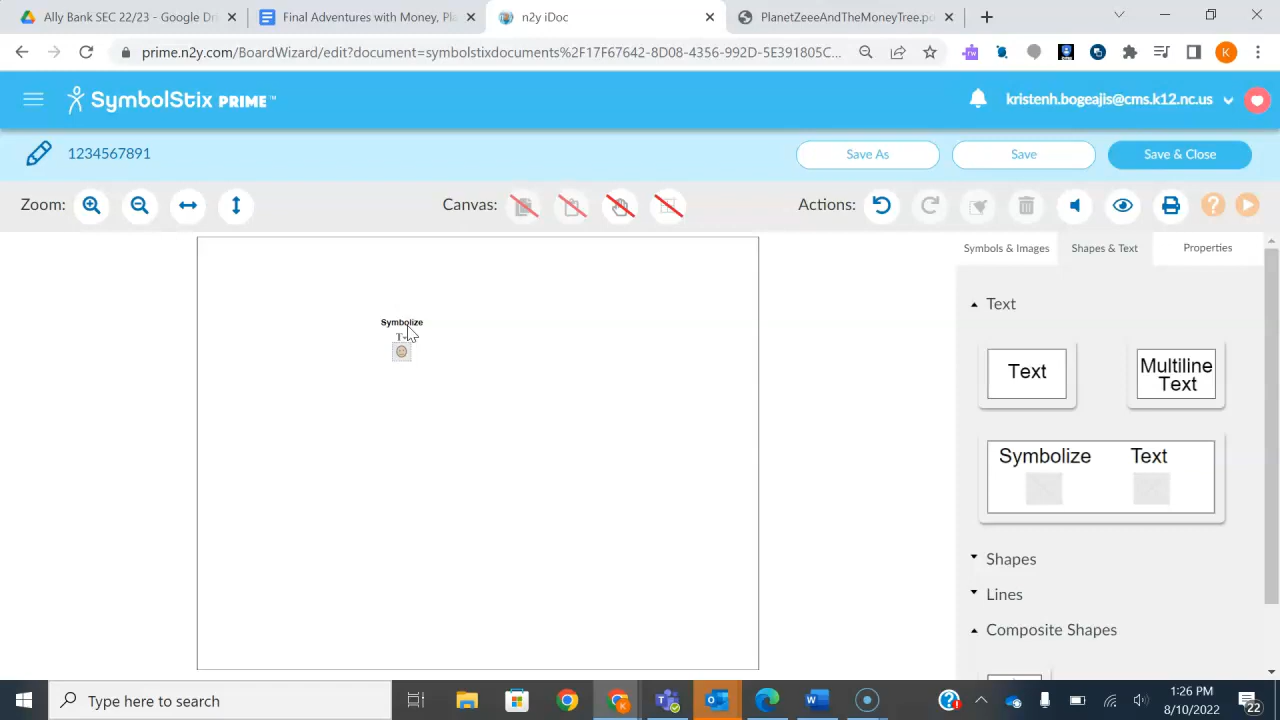 Ally Bank SEC 22/23 - Google Dri
Final Adventures with Money, Pl
n2y iDoc
PlanetZeeeAndTheMoneyTree.po
prime.n2y.com/BoardWizard/edit?document=symbolstixdocuments%2F17F67642-8D08-4356-992D-5E391805C...
K
SymbolStix PRIME™
kristenh.bogeajis@cms.k12.nc.us
1234567891
Save As
Save
Save & Close
Zoom:
Canvas:
Actions:
Symbols & Images
Shapes & Text
Properties
Symbolize
Text
Text
Multiline
Text
Symbolize Text
Shapes
Lines
Composite Shapes
Type here to search
1:26 PM
8/10/2022
22